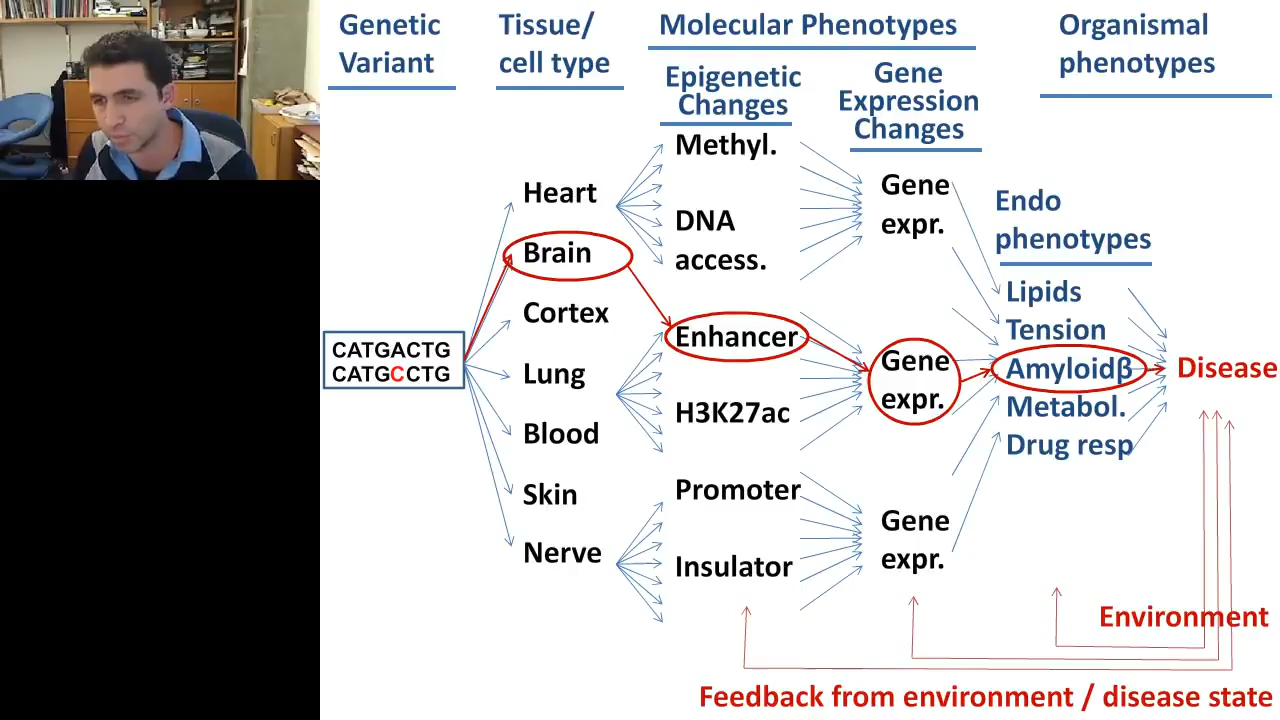 Genetic
Variant
Tissue/
cell type
Molecular Phenotypes
Organismal
phenotypes
Epigenetic
Changes
Gene
Expression
Changes
CATGACTG
CATGCCTG
Heart
Brain
Cortex
Lung
Blood
Skin
Nerve
Methyl.
DNA
access.
Enhancer
H3K27ac
Promoter
Insulator
Gene
expr.
Gene
expr.
Gene
expr.
Endo
phenotypes
Lipids
Tension
Amyloidβ
Metabol.
Drug resp
Disease
Environment
Feedback from environment / disease state